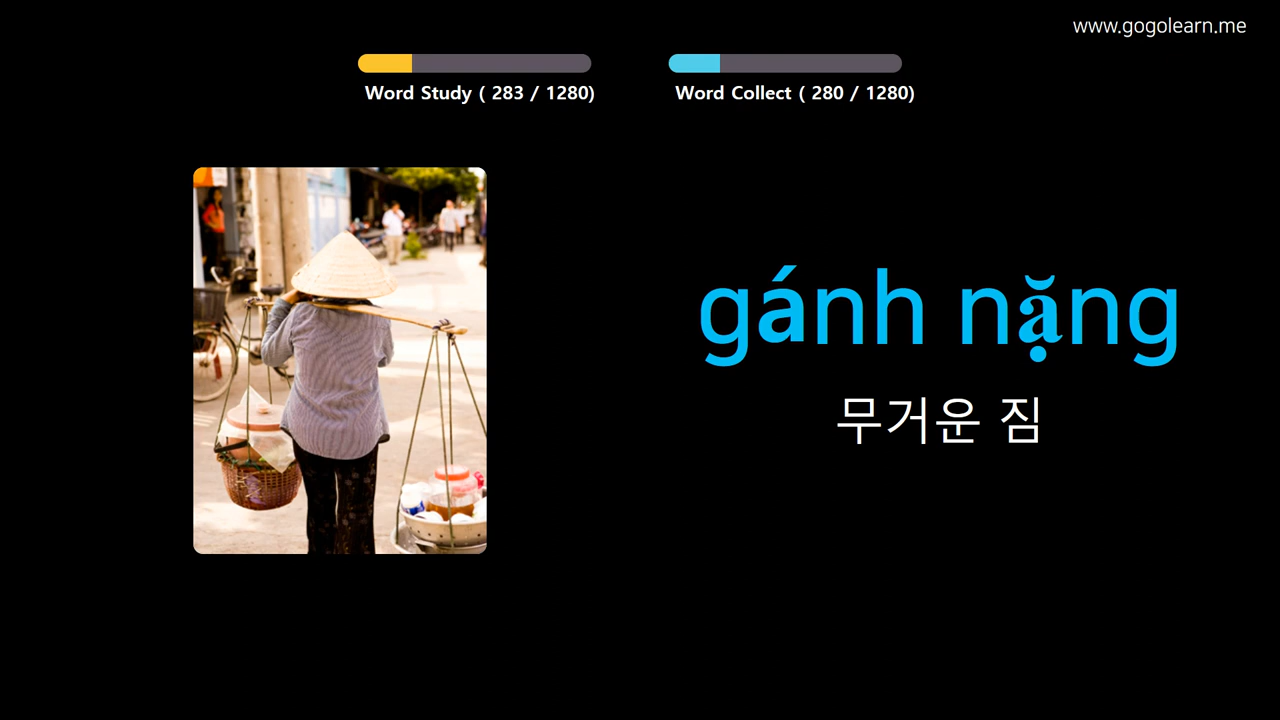 www.gogolearn.me
Word Study ( 283 / 1280)
Word Collect ( 280 / 1280)
gánh nặng
무거운 짐